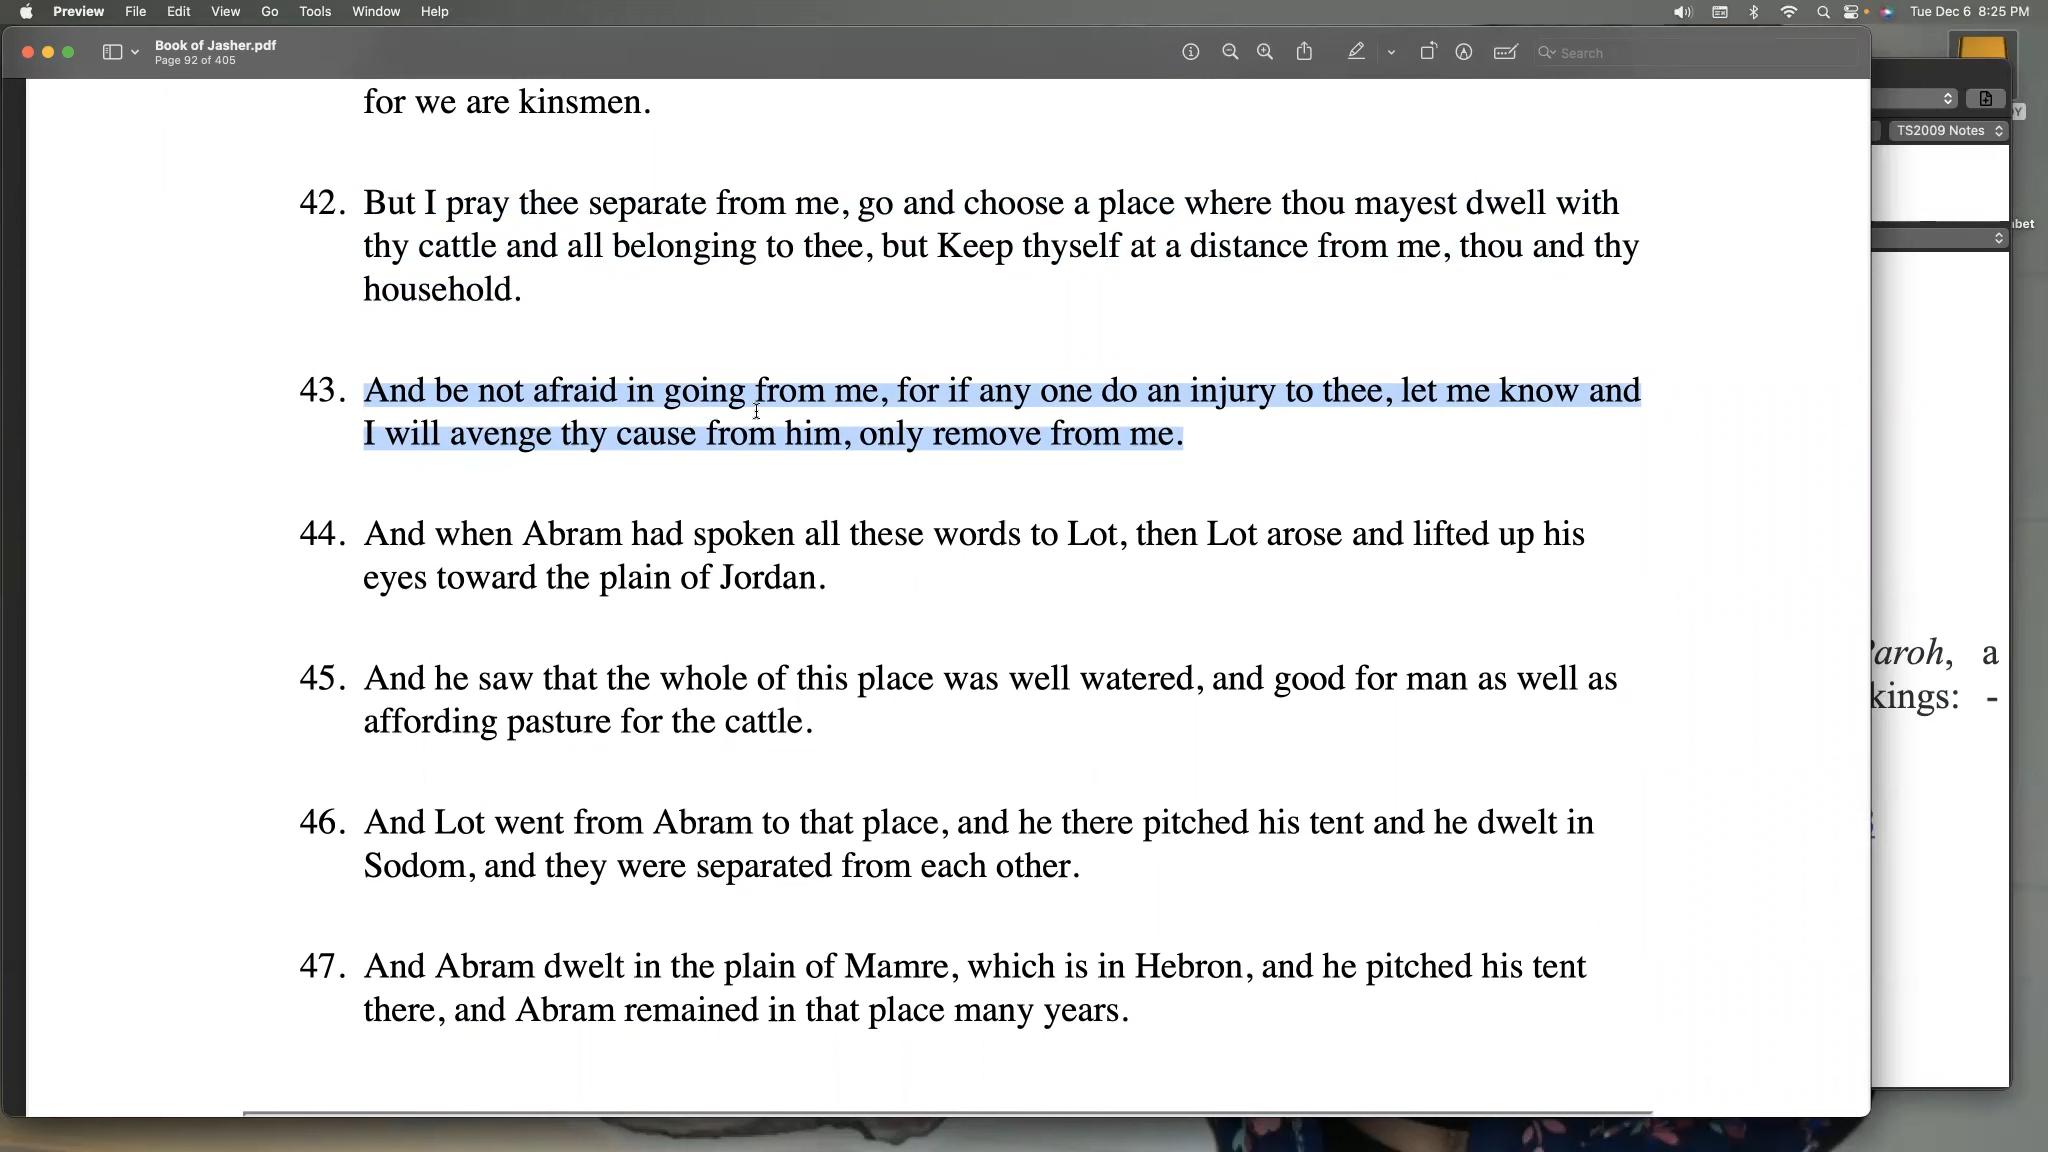 Preview File Edit View Go Tools Window Help
Tue Dec 6 8:25 PM
Book of Jasher.pdf
Page 92 of 405
Search
for we are kinsmen.
42. But I pray thee separate from me, go and choose a place where thou mayest dwell with
thy cattle and all belonging to thee, but Keep thyself at a distance from me, thou and thy
household.
43. And be not afraid in going from me, for if any one do an injury to thee, let me know and
I will avenge thy cause from him, only remove from me.
44. And when Abram had spoken all these words to Lot, then Lot arose and lifted up his
eyes toward the plain of Jordan.
45. And he saw that the whole of this place was well watered, and good for man as well as
affording pasture for the cattle.
46. And Lot went from Abram to that place, and he there pitched his tent and he dwelt in
Sodom, and they were separated from each other.
47. And Abram dwelt in the plain of Mamre, which is in Hebron, and he pitched his tent
there, and Abram remained in that place many years.
TS2009 Notes
bet
aroh, a
kings: -